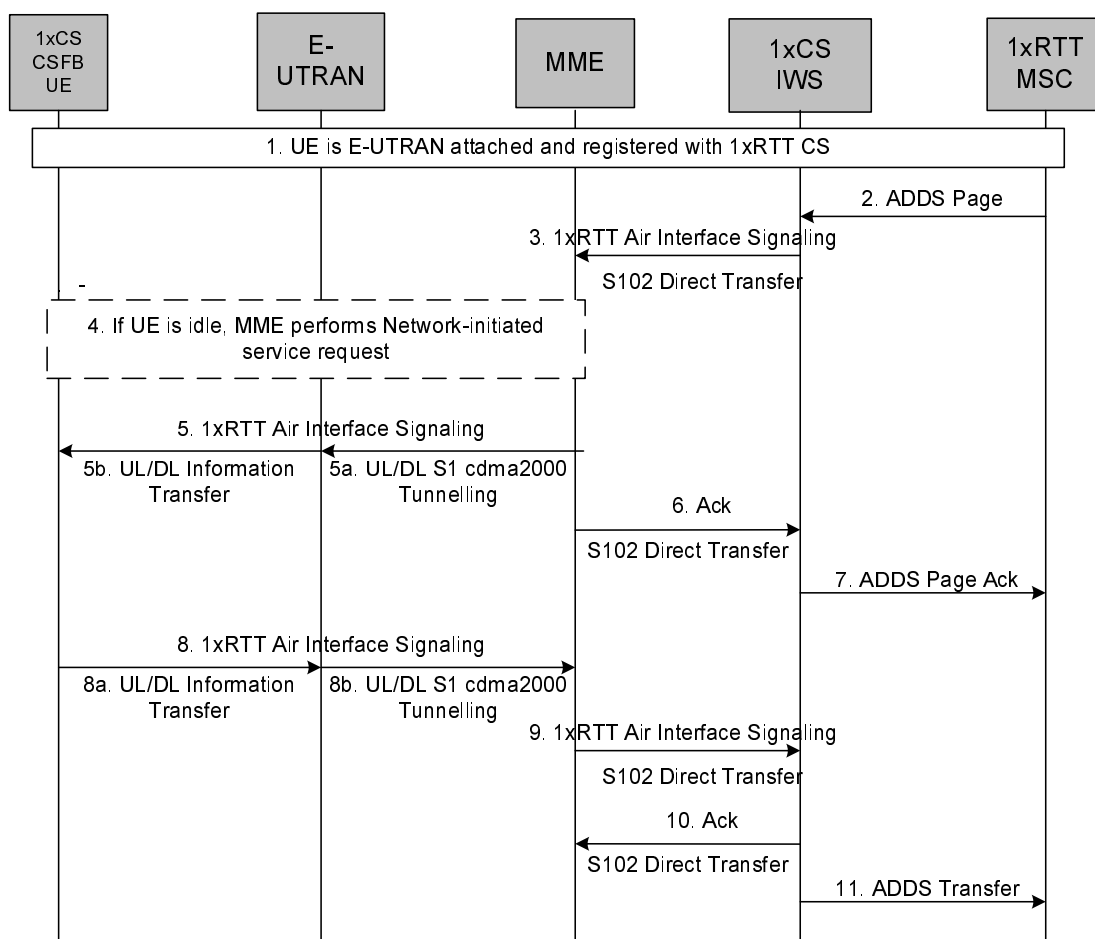 1xCS
CSFB
UE
E-
UTRAN
MME
1xCS
IWS
1xRTT
MSC
1. UE is E-UTRAN attached and registered with 1xRTT CS
2. ADDS Page
3. 1xRTT Air Interface Signaling
S102 Direct Transfer
4. If UE is idle, MME performs Network-initiated
service request
5. 1xRTT Air Interface Signaling
5b. UL/DL Information
Transfer
5a. UL/DL S1 cdma2000
Tunnelling
6. Ack
S102 Direct Transfer
7. ADDS Page Ack
8. 1xRTT Air Interface Signaling
8a. UL/DL Information
Transfer
8b. UL/DL S1 cdma2000
Tunnelling
9. 1xRTT Air Interface Signaling
S102 Direct Transfer
10. Ack
S102 Direct Transfer
11. ADDS Transfer